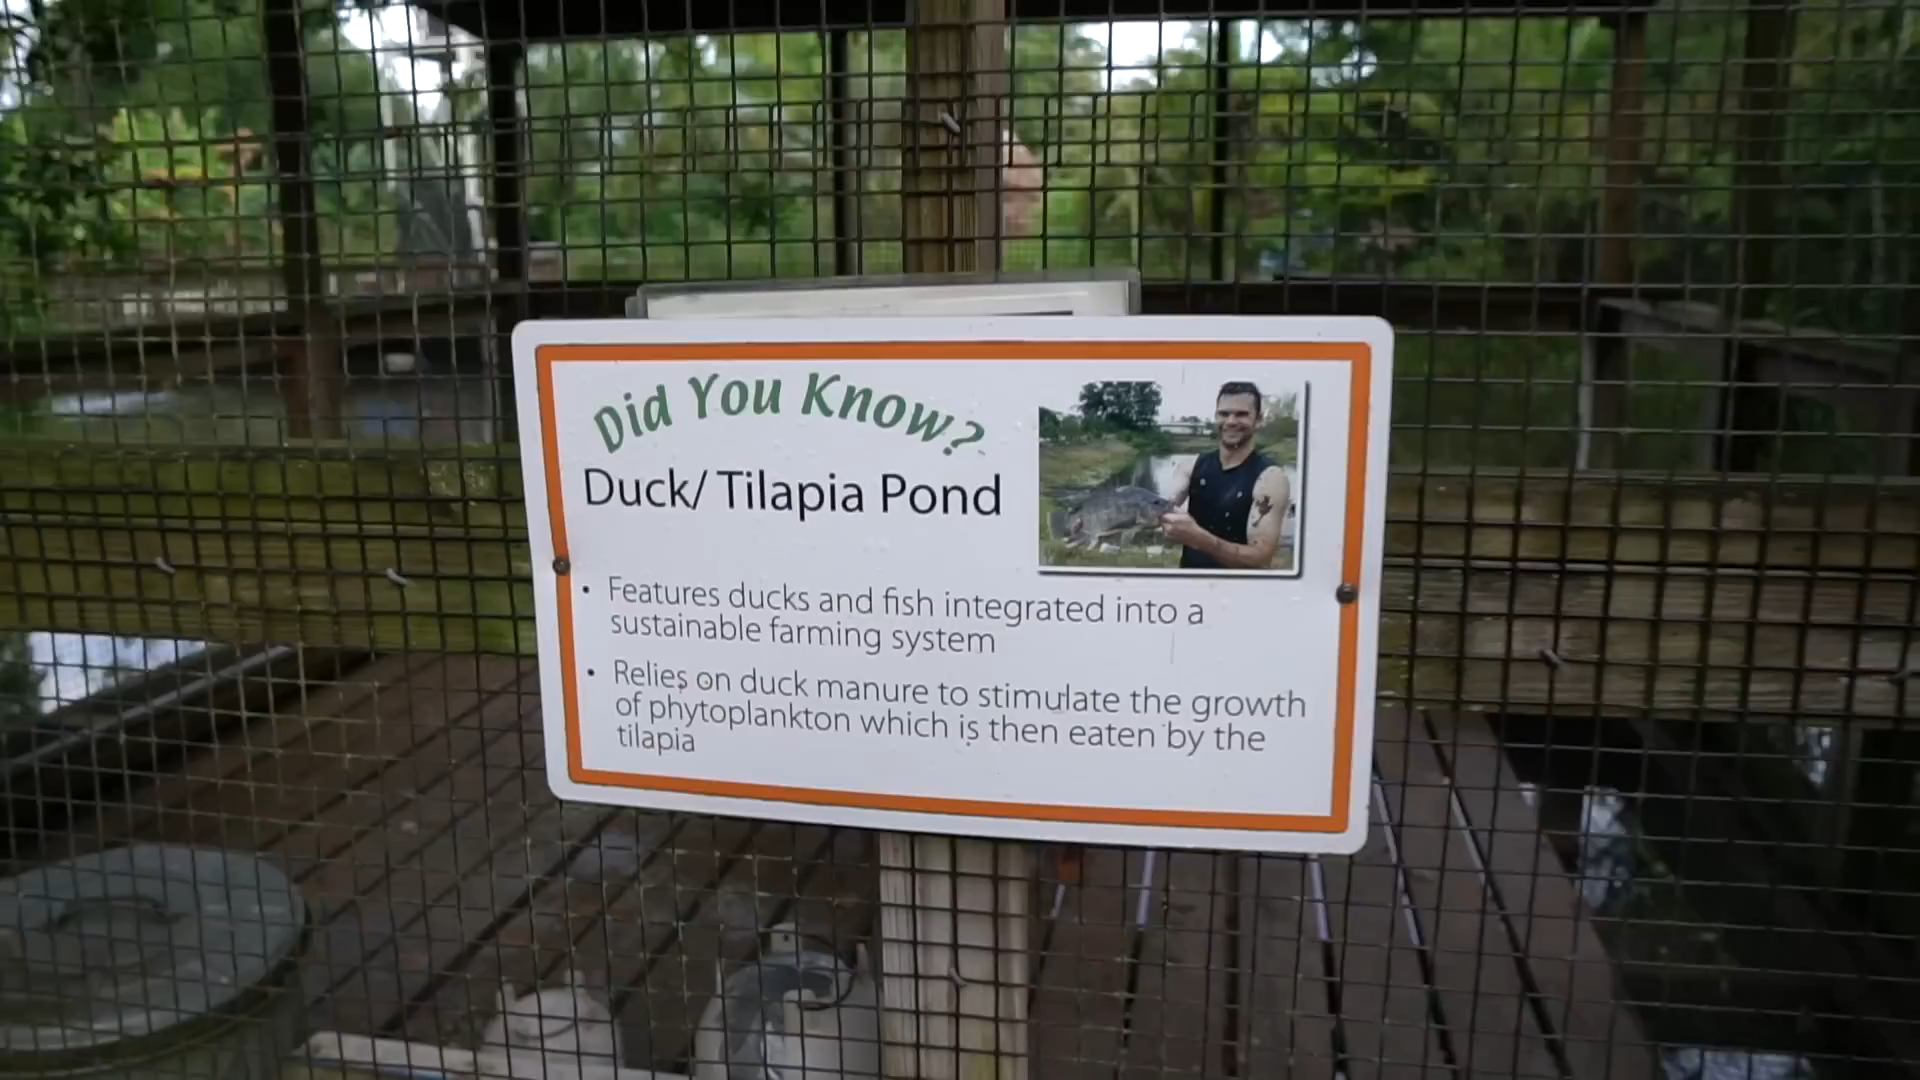 Did You Know?
Duck/ Tilapia Pond
• Features ducks and fish integrated into a
sustainable farming system
• Relies on duck manure to stimulate the growth
of phytoplankton which is then eaten by the
tilapia